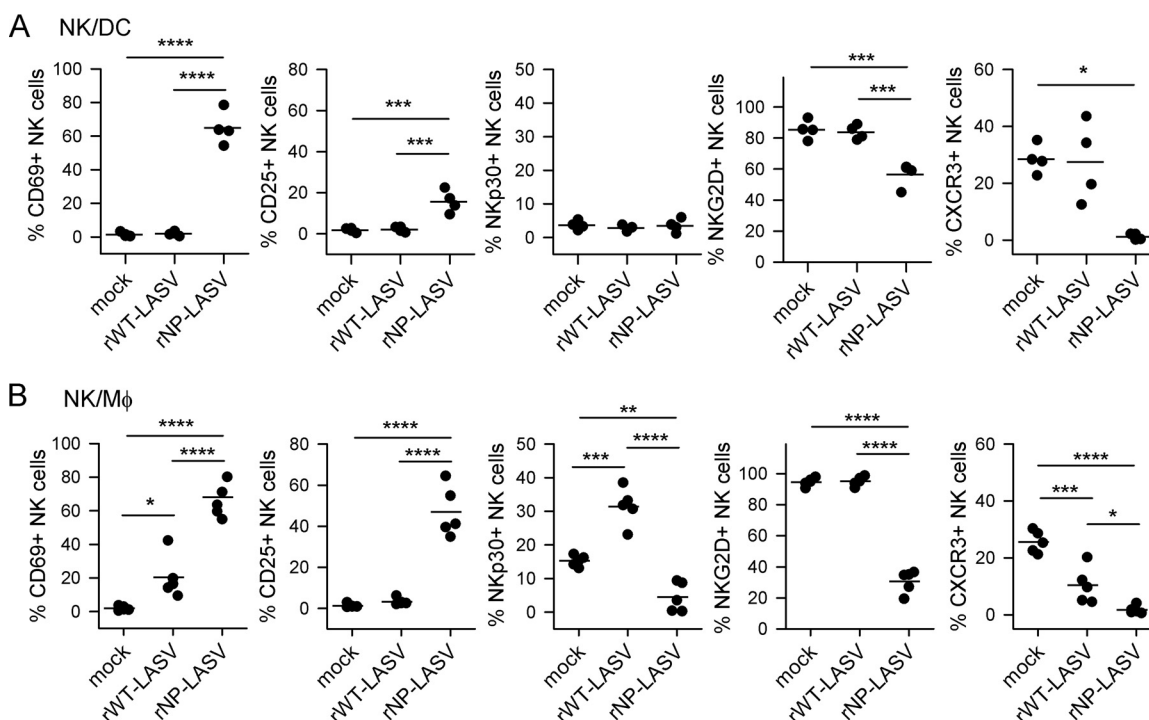 A NK/DC
% CD69+ NK cells
100
80
60
40
20
0
**** 
****
mock
rWT-LASV
rNP-LASV
% CD25+ NK cells
80
60
40
20
0
***
***
mock
rWT-LASV
rNP-LASV
% NKp30+ NK cells
50
40
30
20
10
0
mock
rWT-LASV
rNP-LASV
% NKG2D+ NK cells
100
80
60
40
20
0
***
***
mock
rWT-LASV
rNP-LASV
% CXCR3+ NK cells
60
40
20
0
*
mock
rWT-LASV
rNP-LASV
B NK/Mϕ
% CD69+ NK cells
100
80
60
40
20
0
****
****
*
mock
rWT-LASV
rNP-LASV
% CD25+ NK cells
80
60
40
20
0
****
****
mock
rWT-LASV
rNP-LASV
% NKp30+ NK cells
50
40
30
20
10
0
**
*** ****
mock
rWT-LASV
rNP-LASV
% NKG2D+ NK cells
100
80
60
40
20
0
****
****
mock
rWT-LASV
rNP-LASV
% CXCR3+ NK cells
60
40
20
0
****
***
*
mock
rWT-LASV
rNP-LASV